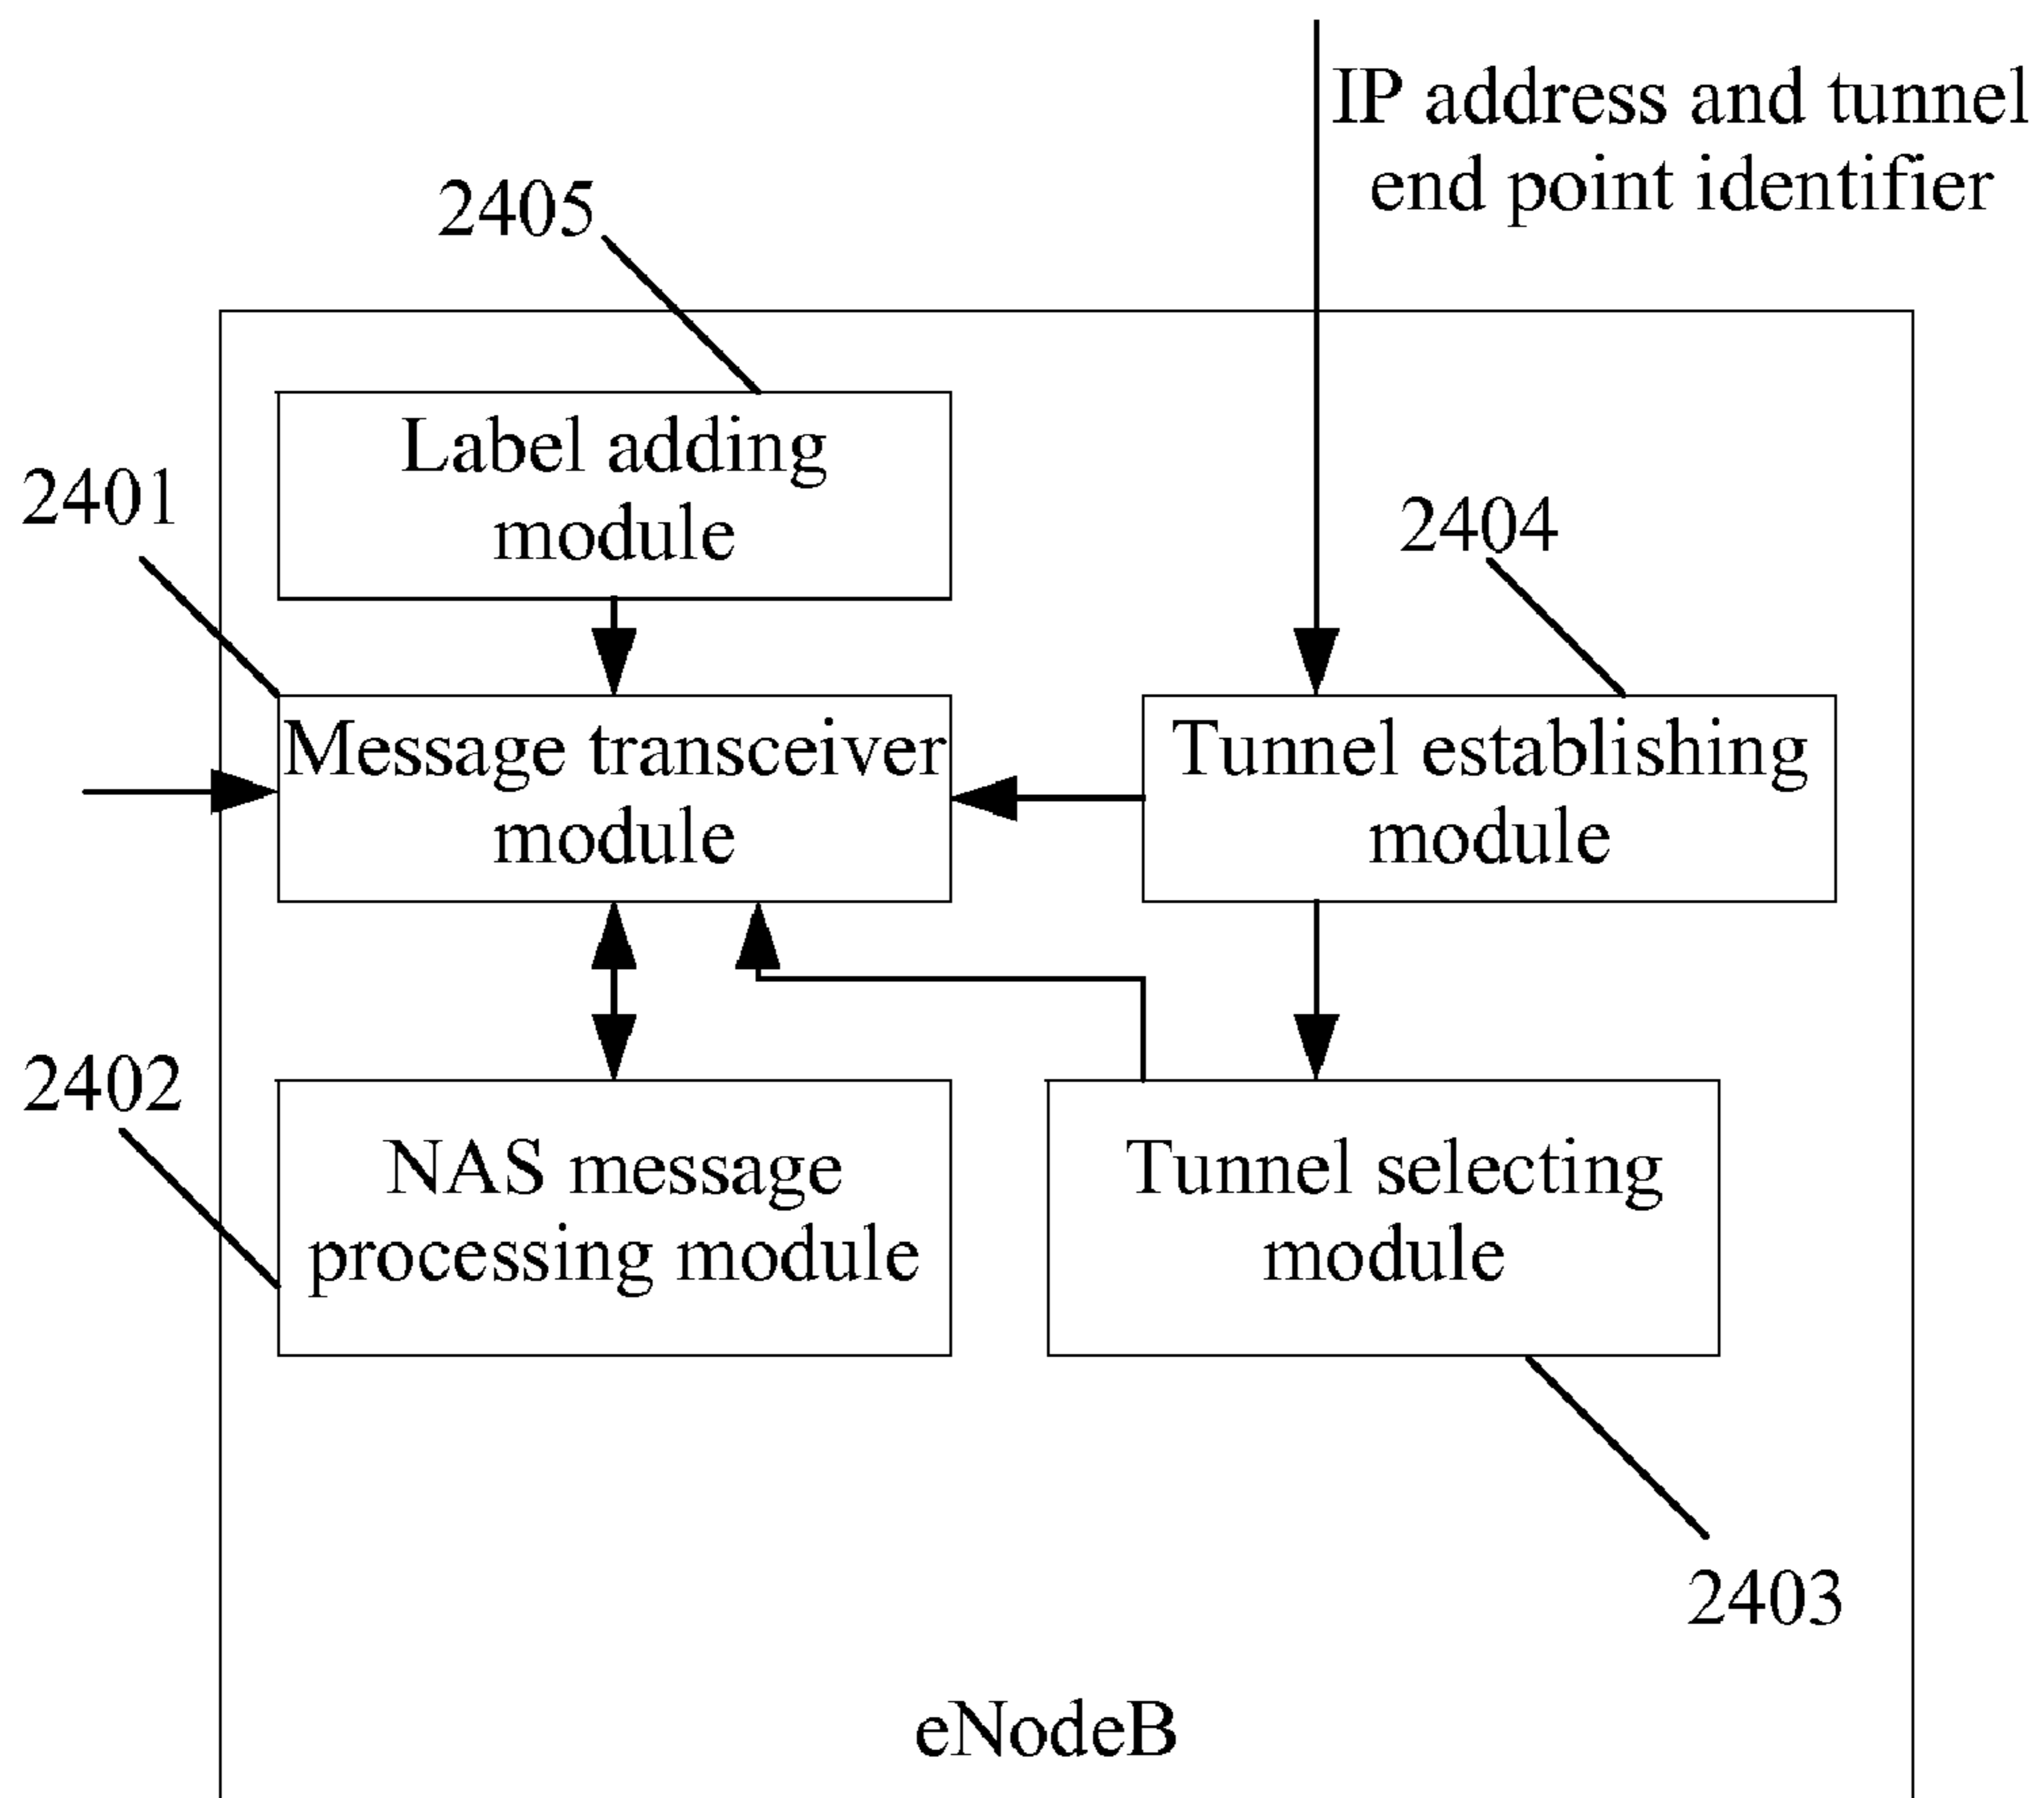 IP address and tunnel
end point identifier
2405
Label adding
module
2401
2404
Message transceiver
module
Tunnel establishing
module
2402
NAS message
processing module
Tunnel selecting
module
2403
eNodeB